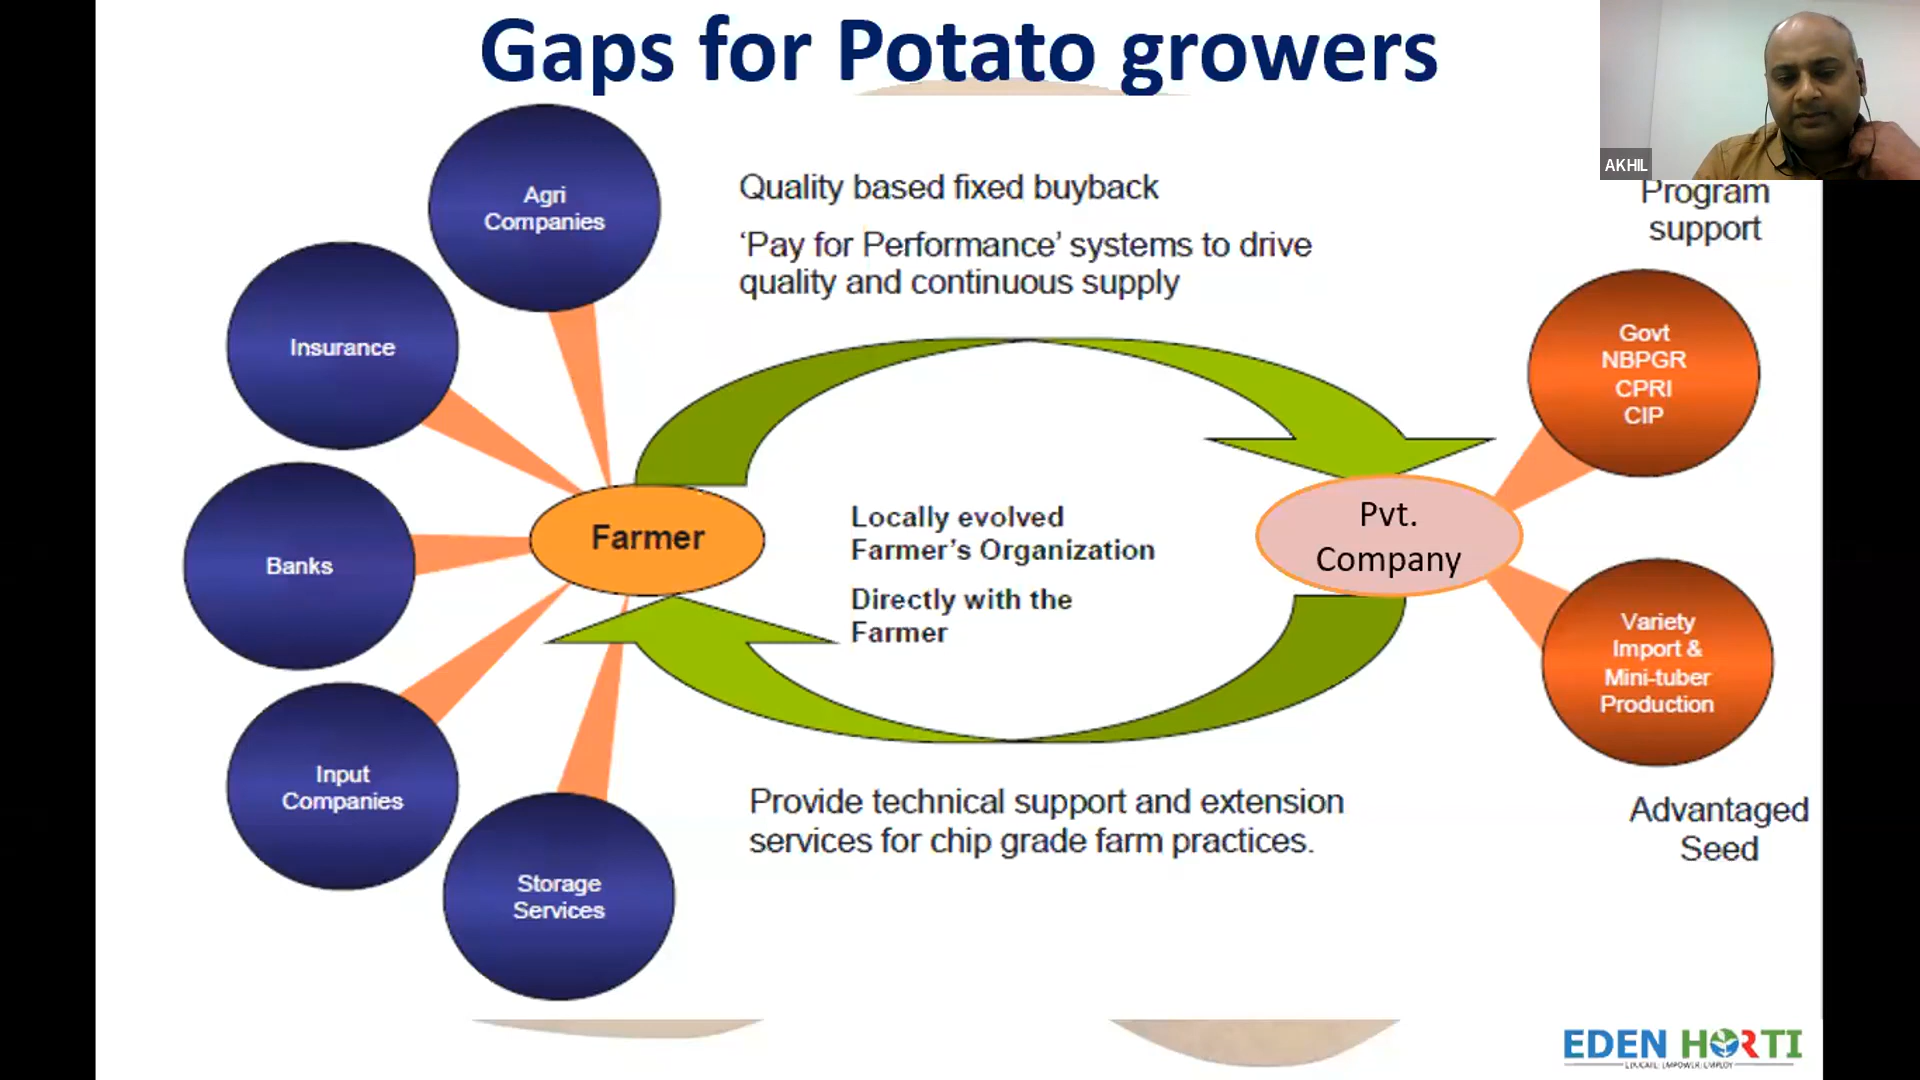 Gaps for Potato growers
AKHIL
Agri
Companies
Insurance
Banks
Input
Companies
Storage
Services
Farmer
Quality based fixed buyback
‘Pay for Performance’ systems to drive
quality and continuous supply
Locally evolved
Farmer’s Organization
Directly with the
Farmer
Provide technical support and extension
services for chip grade farm practices.
Pvt.
Company
Program
support
Govt
NBPGR
CPRI
CIP
Variety
Import &
Mini-tuber
Production
Advantaged
Seed
EDEN HORTI
EDUCATE, EMPOWER, EMPLOY